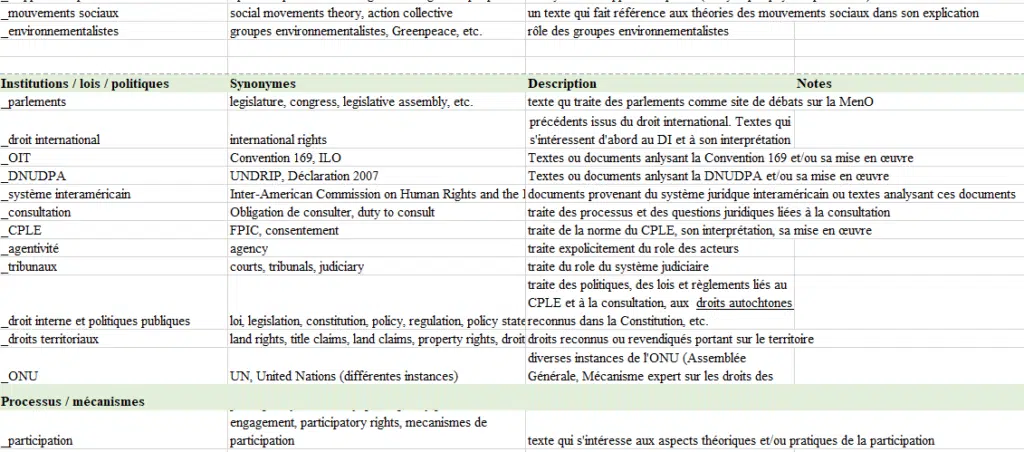 _mouvements sociaux social movements theory, action collective un texte qui fait référence aux théories des mouvements sociaux dans son explication
_environnementalistes groupes environnementalistes, Greenpeace, etc. rôle des groupes environnementalistes
Institutions / lois / politiques Synonymes Description Notes
_parlements legislature, congress, legislative assembly, etc. texte qu traite des parlements comme site de débats sur la MenO
précédents issus du droit international. Textes qui
_droit international international rights s'intéressent d'abord au DI et à son interprétation
_OIT Convention 169, ILO Textes ou documents anlysant la Convention 169 et/ou sa mise en œuvre
_DNUDPA UNDRIP, Déclaration 2007 Textes ou documents anlysant la DNUDPA et/ou sa mise en œuvre
_système interaméricain Inter-American Commission on Human Rights and the documents provenant du système juridque interaméricain ou textes analysant ces documents
_consultation Obligation de consulter, duty to consult traite des processus et des questions juridiques liées à la consultation
_CPLE FPIC, consentement traite de la norme du CPLE, son interprétation, sa mise en œuvre
_agentivité agency traite expolicitement du role des acteurs
_tribunaux courts, tribunals, judiciary traite du role du système judiciaire
traite des politiques, des lois et règlements liés au
CPLE et à la consultation, aux droits autochtones
_droit interne et politiques publiques loi, legislation, constitution, policy, regulation, policy state reconnus dans la Constitution, etc.
_droits territoriaux land rights, title claims, land claims, property rights, droit droits reconnus ou revendiqués portant sur le territoire
diverses instances de l'ONU (Assemblée
_ONU UN, United Nations (différentes instances) Générale, Mécanisme expert sur les droits des
Processus / mécanismes
engagement, participatory rights, mecanismes de
_participation participation texte qui s'intéresse aux aspects théoriques et/ou pratiques de la participation